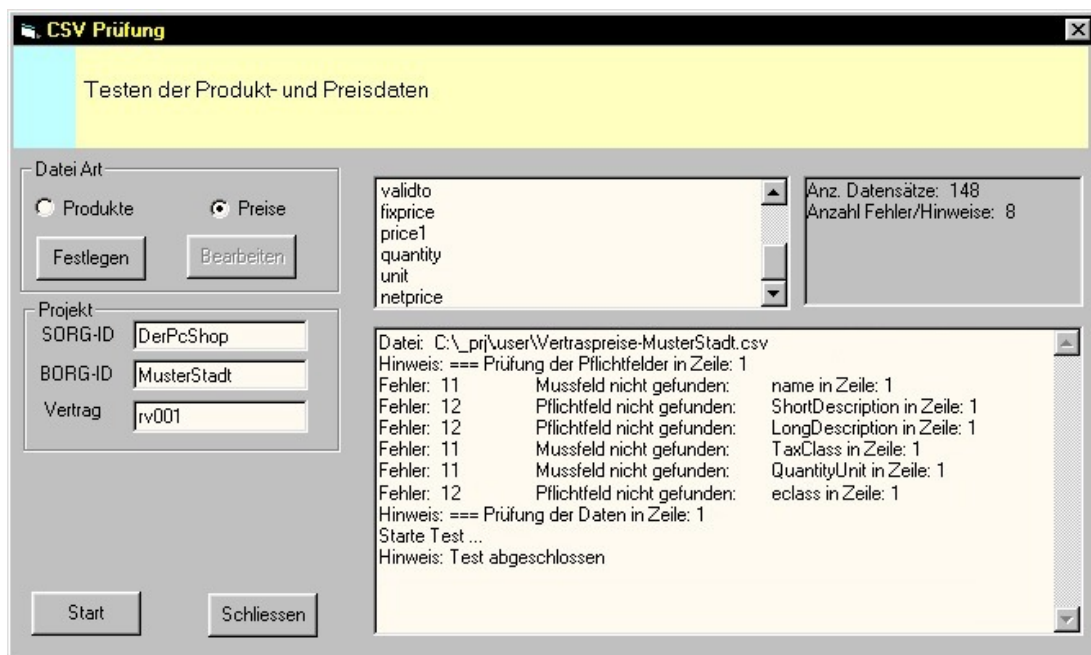 CSV Prüfung
Testen der Produkt- und Preisdaten
Datei Art
Produkte
Preise
Festlegen
Bearbeiten
Projekt
SORG-ID
DerPcShop
BORG-ID
MusterStadt
Vertrag
rv001
validto
fixprice
price1
quantity
unit
netprice
Anz. Datensätze: 148
Anzahl Fehler/Hinweise: 8
Datei: C:\_prj\user\Vertraspreise-MusterStadt.csv
Hinweis: === Prüfung der Pflichtfelder in Zeile: 1
Fehler: 11 Mussfeld nicht gefunden: name in Zeile: 1
Fehler: 12 Pflichtfeld nicht gefunden: ShortDescription in Zeile: 1
Fehler: 12 Pflichtfeld nicht gefunden: LongDescription in Zeile: 1
Fehler: 11 Mussfeld nicht gefunden: TaxClass in Zeile: 1
Fehler: 11 Mussfeld nicht gefunden: QuantityUnit in Zeile: 1
Fehler: 12 Pflichtfeld nicht gefunden: eclass in Zeile: 1
Hinweis: === Prüfung der Daten in Zeile: 1
Starte Test ...
Hinweis: Test abgeschlossen
Start
Schliessen